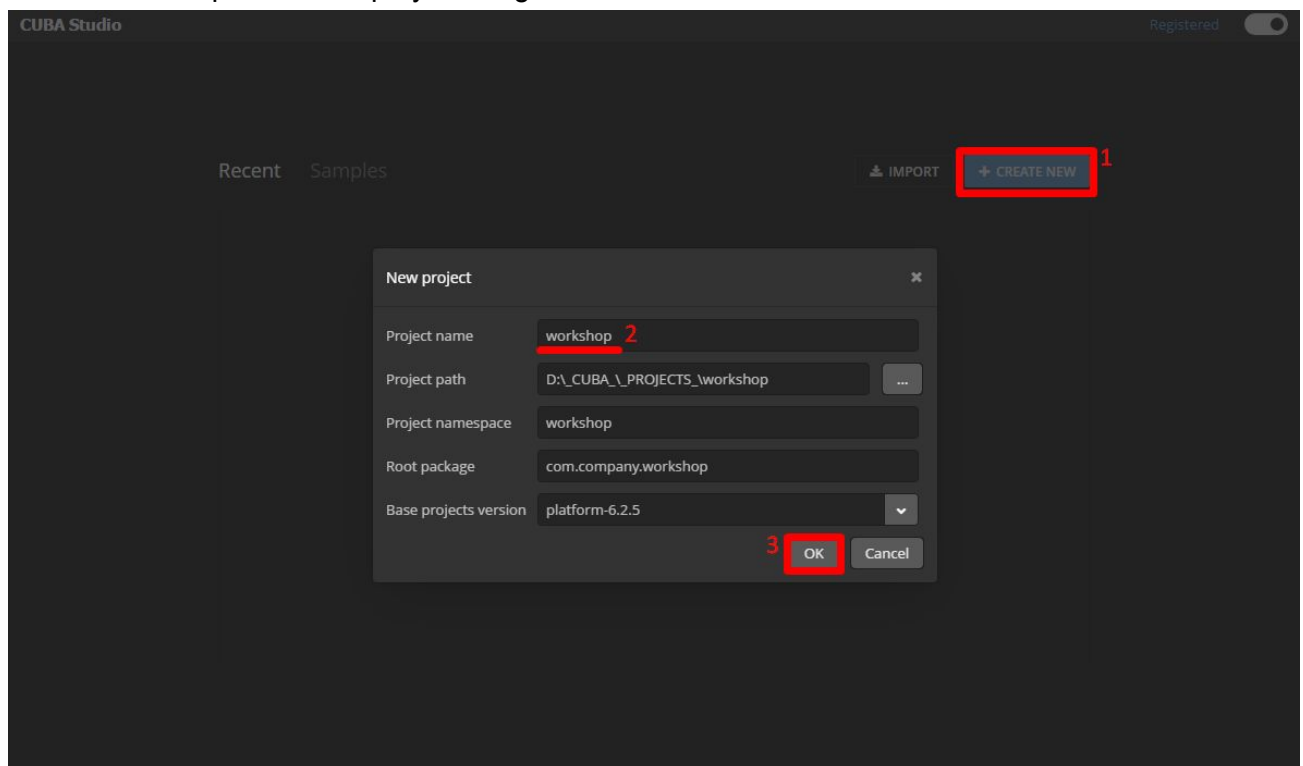 CUBA Studio Registered
Recent Samples IMPORT + CREATE NEW 1
New project
Project name workshop 2
Project path D:\_CUBA_\_PROJECTS_\workshop ...
Project namespace workshop
Root package com.company.workshop
Base projects version platform-6.2.5
3 OK Cancel